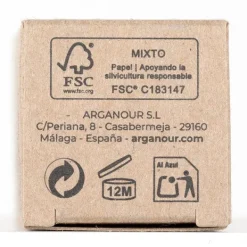 FSC
www.fsc.org
MIXTO
Papel | Apoyando la
silvicultura responsable
FSC® C183147
ARGANOUR S.L
C/Periana, 8 - Casabermeja - 29160
Málaga - España - arganour.com
12M
Al Azul